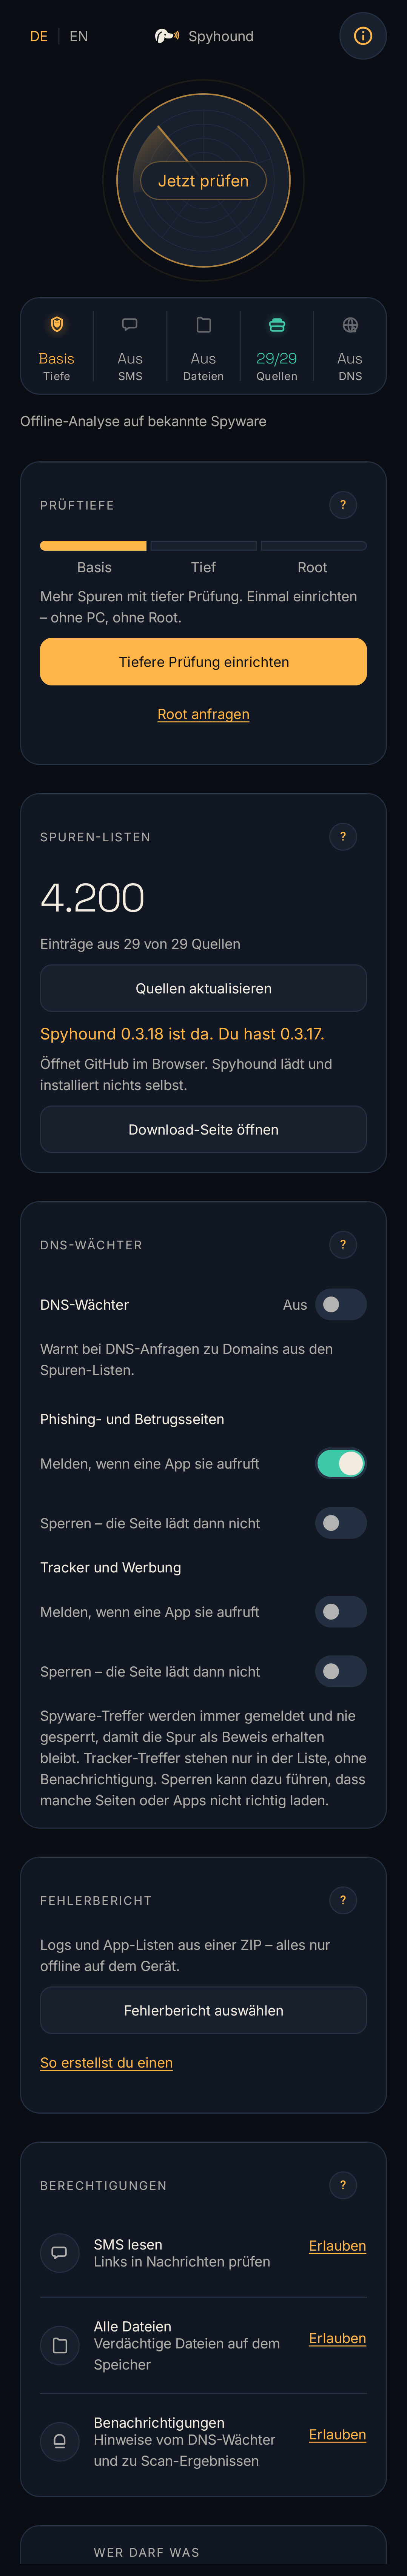 DE | EN
Spyhound
Jetzt prüfen
Basis
Tiefe
Aus
SMS
Aus
Dateien
29/29
Quellen
Aus
DNS
Offline-Analyse auf bekannte Spyware
PRÜFTIEFE
?
Basis
Tief
Root
Mehr Spuren mit tiefer Prüfung. Einmal einrichten
– ohne PC, ohne Root.
Tiefere Prüfung einrichten
Root anfragen
SPUREN-LISTEN
?
4.200
Einträge aus 29 von 29 Quellen
Quellen aktualisieren
Spyhound 0.3.18 ist da. Du hast 0.3.17.
Öffnet GitHub im Browser. Spyhound lädt und
installiert nichts selbst.
Download-Seite öffnen
DNS-WÄCHTER
?
DNS-Wächter
Aus
Warnt bei DNS-Anfragen zu Domains aus den
Spuren-Listen.
Phishing- und Betrugsseiten
Melden, wenn eine App sie aufruft
Sperren – die Seite lädt dann nicht
Tracker und Werbung
Melden, wenn eine App sie aufruft
Sperren – die Seite lädt dann nicht
Spyware-Treffer werden immer gemeldet und nie
gesperrt, damit die Spur als Beweis erhalten
bleibt. Tracker-Treffer stehen nur in der Liste, ohne
Benachrichtigung. Sperren kann dazu führen, dass
manche Seiten oder Apps nicht richtig laden.
FEHLERBERICHT
?
Logs und App-Listen aus einer ZIP – alles nur
offline auf dem Gerät.
Fehlerbericht auswählen
So erstellst du einen
BERECHTIGUNGEN
?
SMS lesen
Links in Nachrichten prüfen
Erlauben
Alle Dateien
Verdächtige Dateien auf dem
Speicher
Erlauben
Benachrichtigungen
Hinweise vom DNS-Wächter
und zu Scan-Ergebnissen
Erlauben
WER DARF WAS